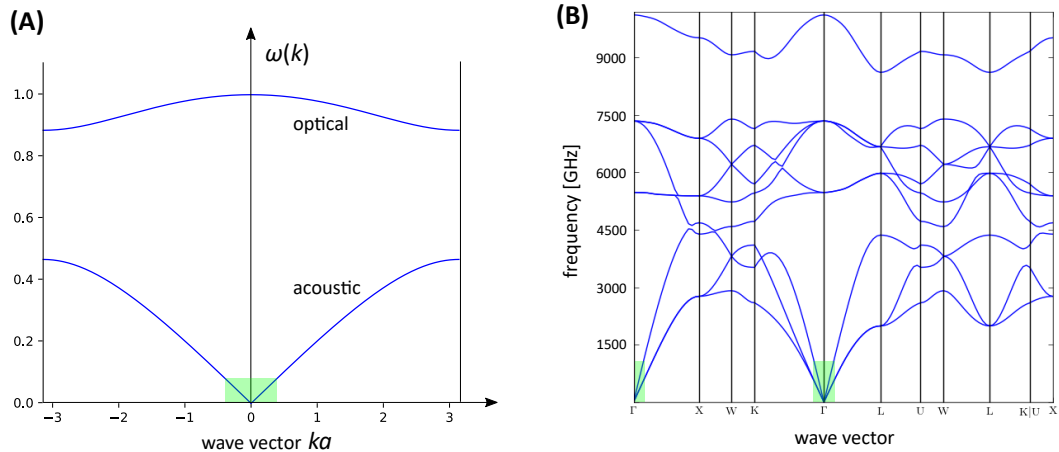 (A)
ω(k)
1.0
0.8
0.6
0.4
0.2
0.0
optical
acoustic
−3 −2 −1 0 1 2 3
wave vector ka
(B)
frequency [GHz]
9000
7500
6000
4500
3000
1500
Γ X W K Γ L U W L K|U X
wave vector